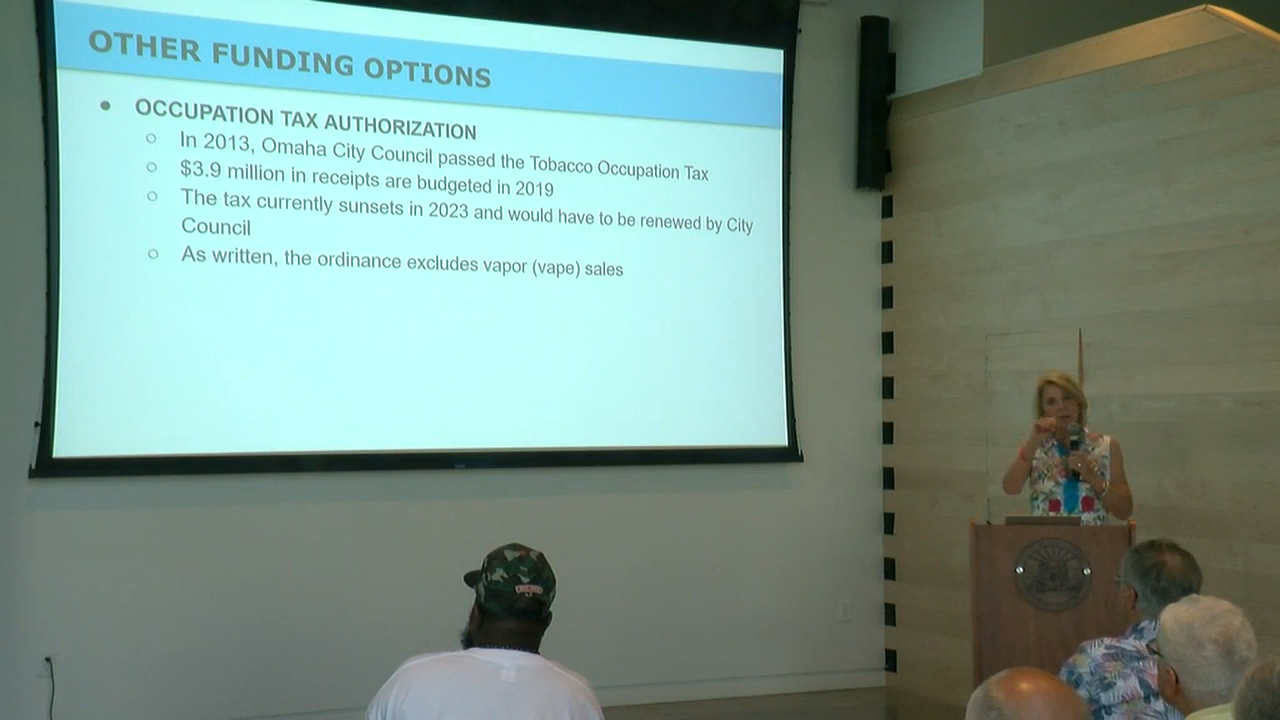 OTHER FUNDING OPTIONS
● OCCUPATION TAX AUTHORIZATION
○ In 2013, Omaha City Council passed the Tobacco Occupation Tax
○ $3.9 million in receipts are budgeted in 2019
○ The tax currently sunsets in 2023 and would have to be renewed by City
Council
○ As written, the ordinance excludes vapor (vape) sales